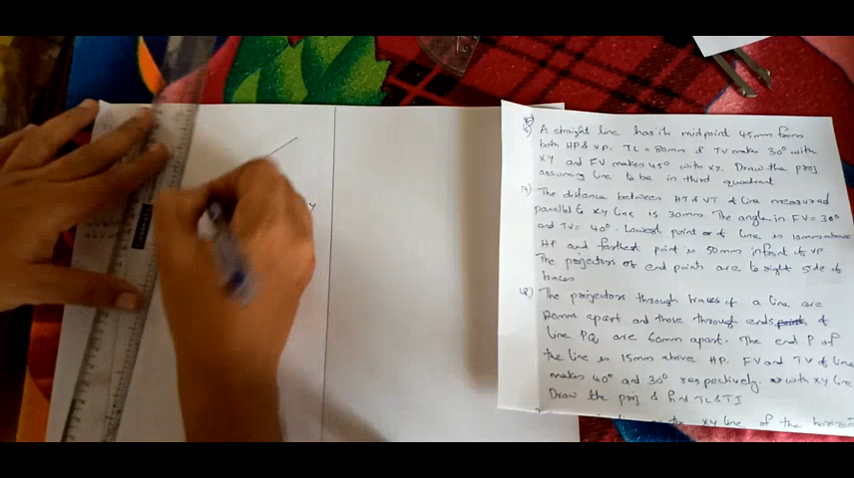 A straight line has its midpoint 45mm from
both HP & VP. TL = 80mm & TV makes 30° with
XY and FV makes 45° with XY. Draw the proj
assuming line to be in third quadrant
The distance between HT & VT of line measured
parallel to xy line is 30mm The angle in FV = 30°
and TV = 40°. Lowest point of line is 10mm above
HP and farthest point is 50mm infront of VP.
The projectors of end points are to right side of
traces
The projectors through traces of a line are
apart and those through ends of
line PQ are 60mm apart. The end P of
the line is 15mm above HP. FV and TV of line
makes 40° and 30° respectively. with xy line
Draw the proj & find TL & TI
the xy line of the
y